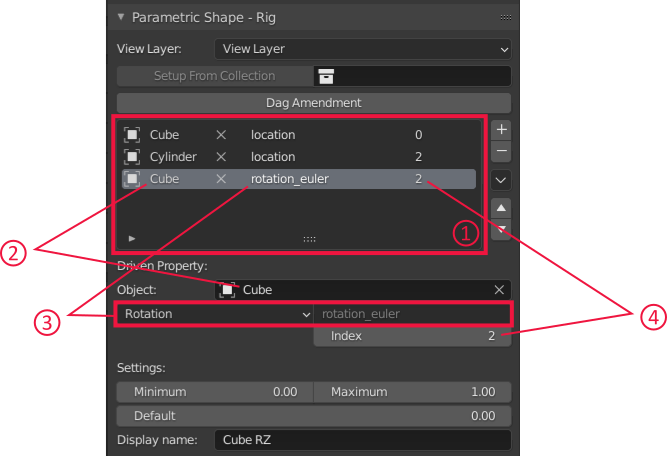 Parametric Shape - Rig
View Layer: View Layer
Setup From Collection
Dag Amendment
Cube location 0
Cylinder location 2
Cube rotation_euler 2
1
2
Driven Property:
Object: Cube
3
Rotation rotation_euler
4
Index 2
Settings:
Minimum 0.00 Maximum 1.00
Default 0.00
Display name: Cube RZ